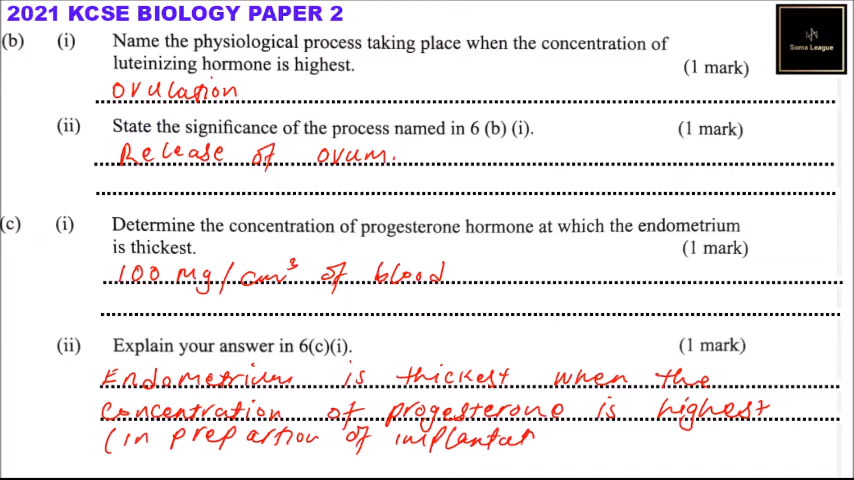 2021 KCSE BIOLOGY PAPER 2
Soma League
(b) (i) Name the physiological process taking place when the concentration of
luteinizing hormone is highest. (1 mark)
ovulation
(ii) State the significance of the process named in 6 (b) (i). (1 mark)
Release of ovum.
(c) (i) Determine the concentration of progesterone hormone at which the endometrium
is thickest. (1 mark)
100 mg/cm³ of blood
(ii) Explain your answer in 6(c)(i). (1 mark)
Endometrium is thickest when the
concentration of progesterone is highest
(in prepartion of implantat